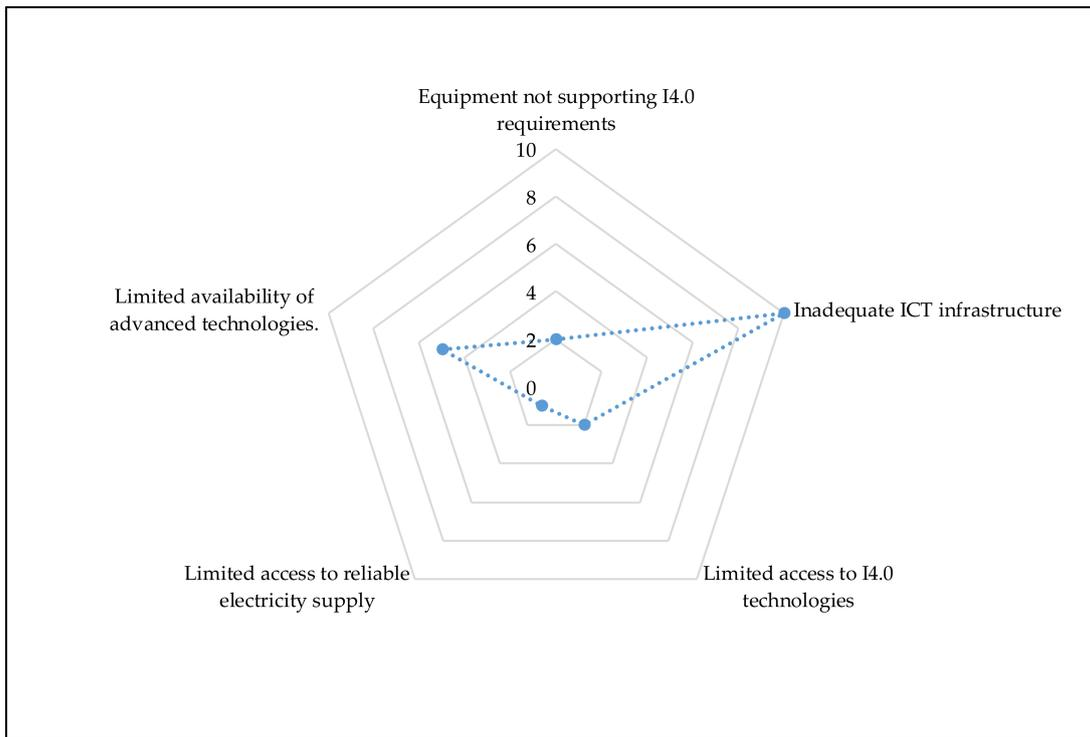 Equipment not supporting I4.0
requirements
10
8
6
4
2
0
Inadequate ICT infrastructure
Limited availability of
advanced technologies.
Limited access to reliable
electricity supply
Limited access to I4.0
technologies